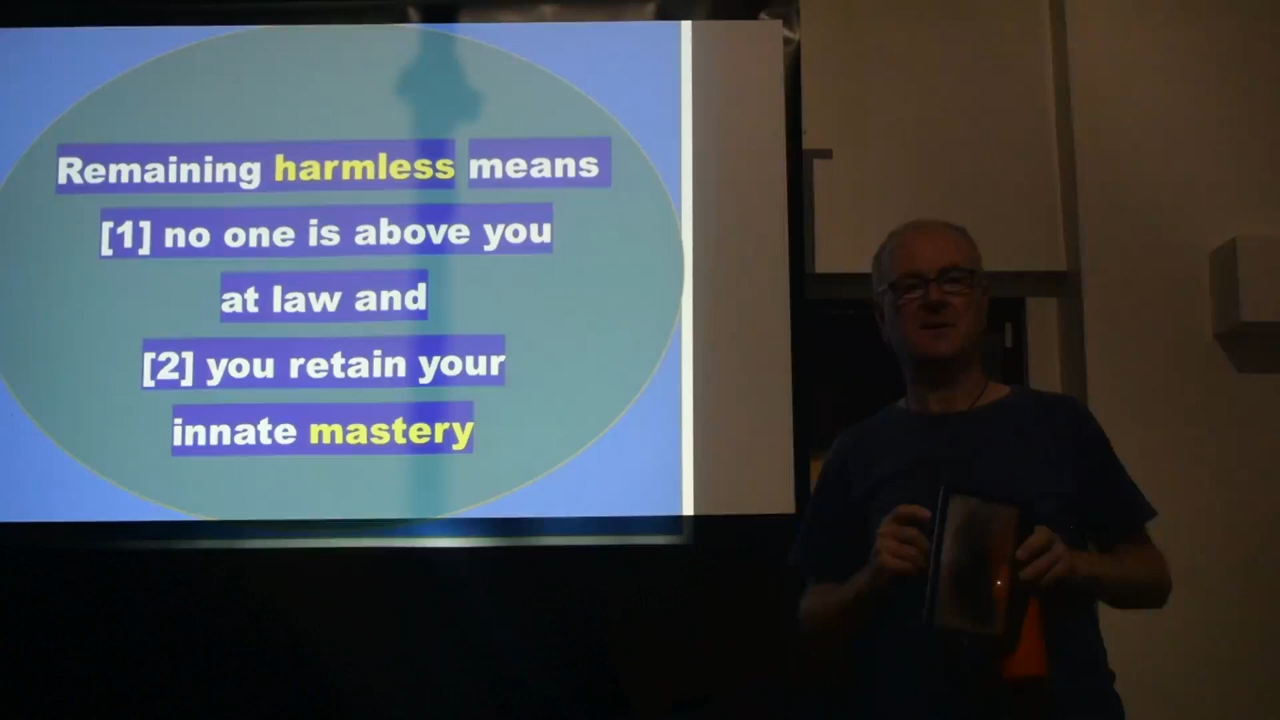 Remaining harmless means
[1] no one is above you
at law and
[2] you retain your
innate mastery